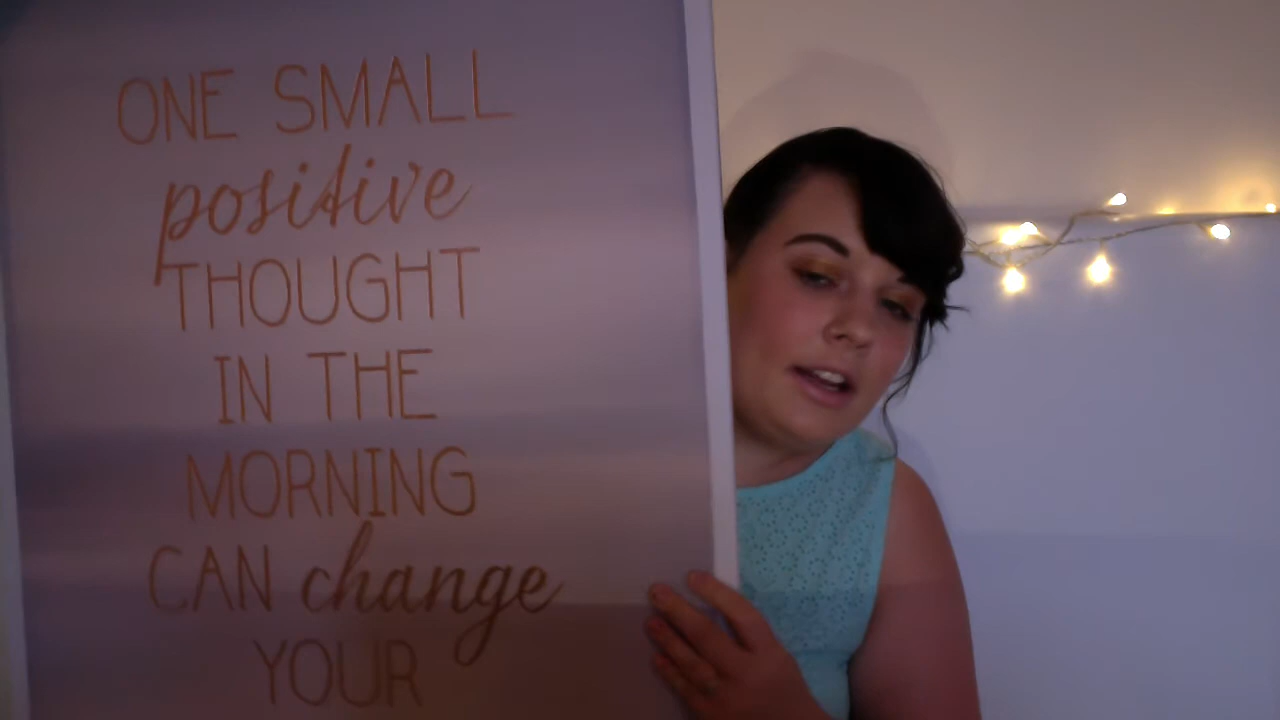 ONE SMALL
positive
THOUGHT
IN THE
MORNING
CAN change
YOUR